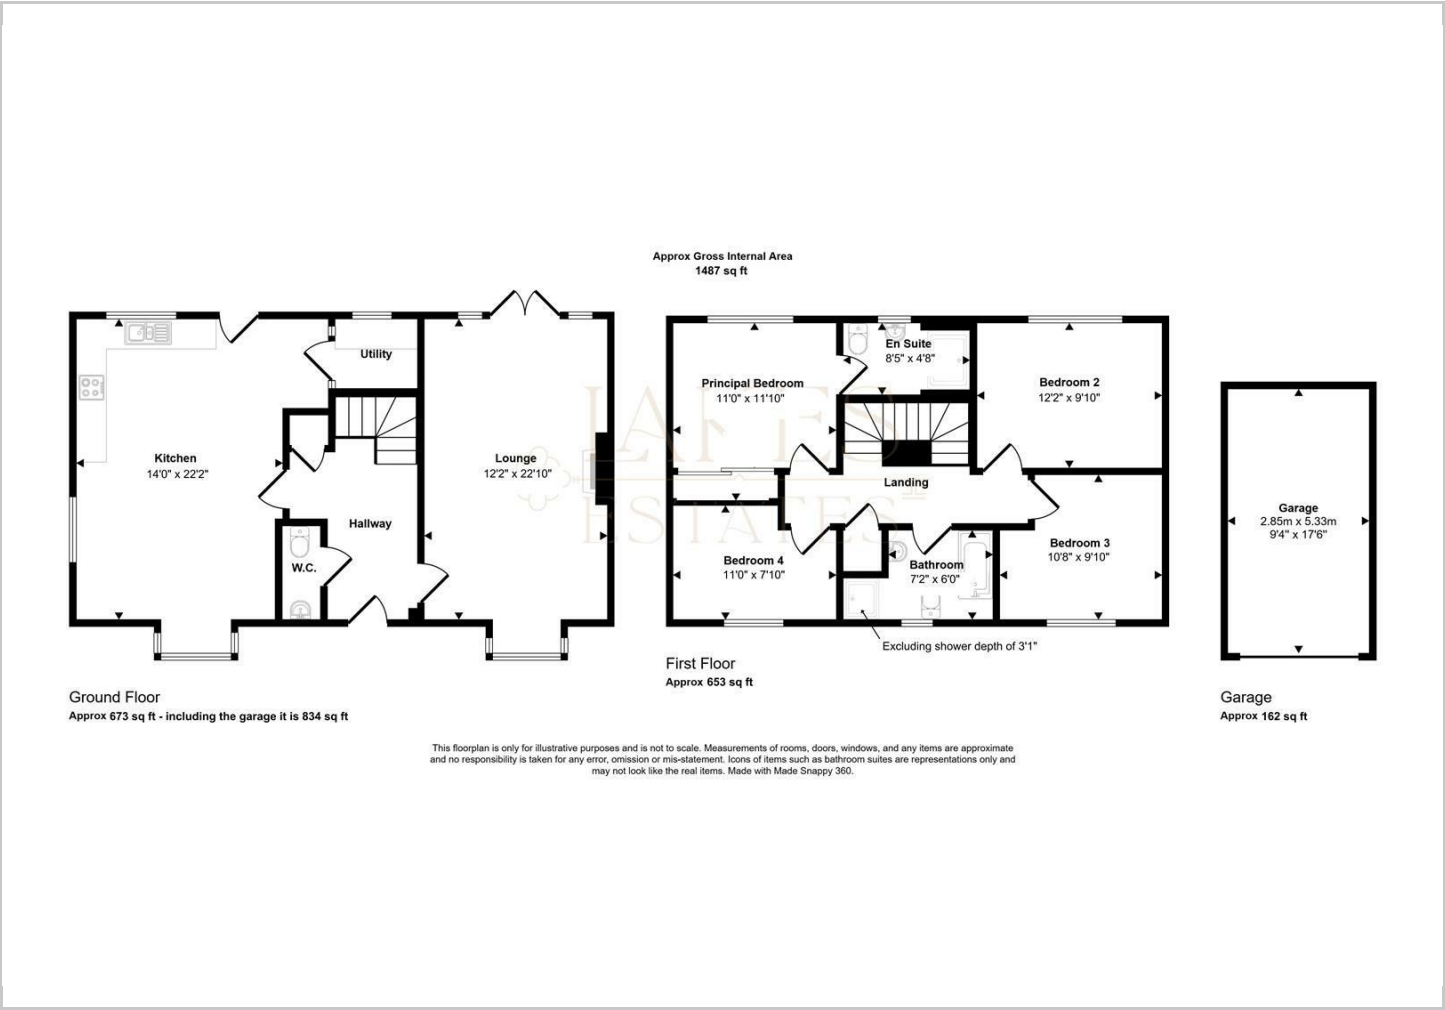 Approx Gross Internal Area
1487 sq ft
Utility
Kitchen
14'0" x 22'2"
Lounge
12'2" x 22'10"
Hallway
W.C.
Ground Floor
Approx 673 sq ft - including the garage it is 834 sq ft
En Suite
8'5" x 4'8"
Principal Bedroom
11'0" x 11'10"
Bedroom 2
12'2" x 9'10"
Landing
Bedroom 3
10'8" x 9'10"
Bedroom 4
11'0" x 7'10"
Bathroom
7'2" x 6'0"
Excluding shower depth of 3'1"
First Floor
Approx 653 sq ft
Garage
2.85m x 5.33m
9'4" x 17'6"
Garage
Approx 162 sq ft
JAMES
ESTATES
This floorplan is only for illustrative purposes and is not to scale. Measurements of rooms, doors, windows, and any items are approximate
and no responsibility is taken for any error, omission or mis-statement. Icons of items such as bathroom suites are representations only and
may not look like the real items. Made with Made Snappy 360.